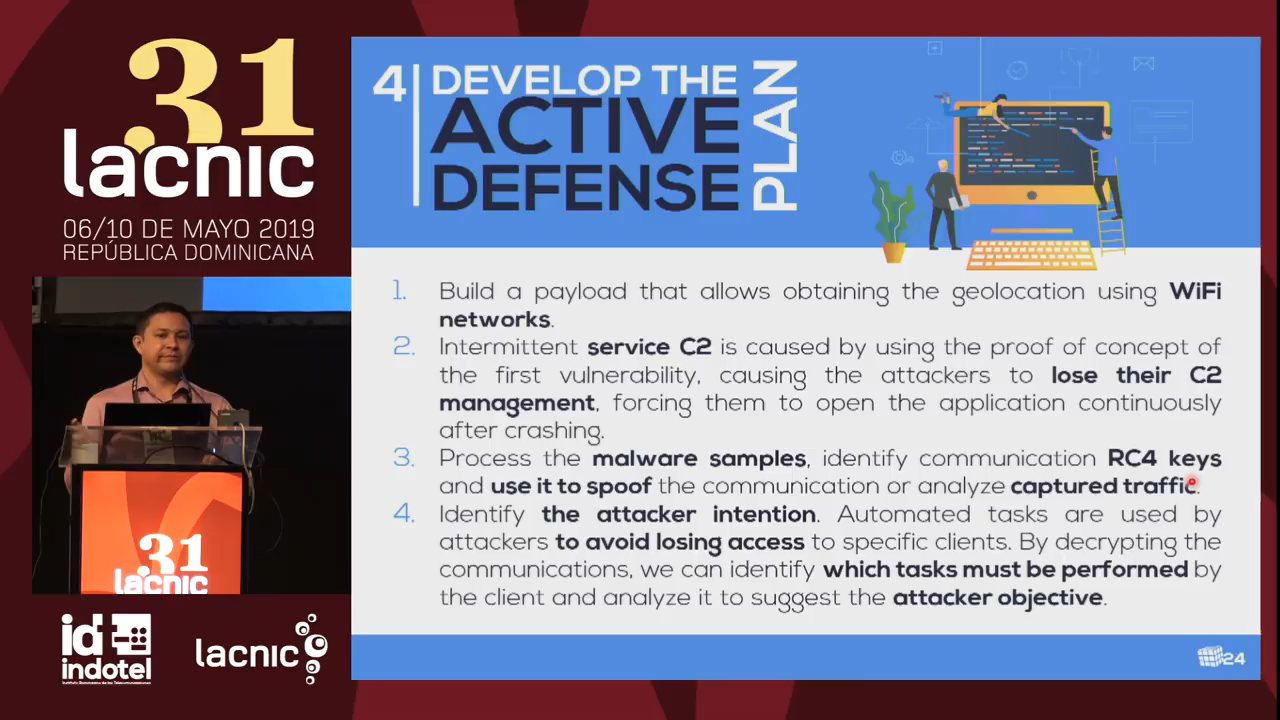 31
lacnic
06/10 DE MAYO 2019
REPÚBLICA DOMINICANA
4
DEVELOP THE
ACTIVE
DEFENSE
PLAN
1. Build a payload that allows obtaining the geolocation using WiFi
networks.
2. Intermittent service C2 is caused by using the proof of concept of
the first vulnerability, causing the attackers to lose their C2
management, forcing them to open the application continuously
after crashing.
3. Process the malware samples, identify communication RC4 keys
and use it to spoof the communication or analyze captured traffic.
4. Identify the attacker intention. Automated tasks are used by
attackers to avoid losing access to specific clients. By decrypting the
communications, we can identify which tasks must be performed by
the client and analyze it to suggest the attacker objective.
31
lacnic
id
indotel
Instituto Dominicano de las Telecomunicaciones
lacnic
24